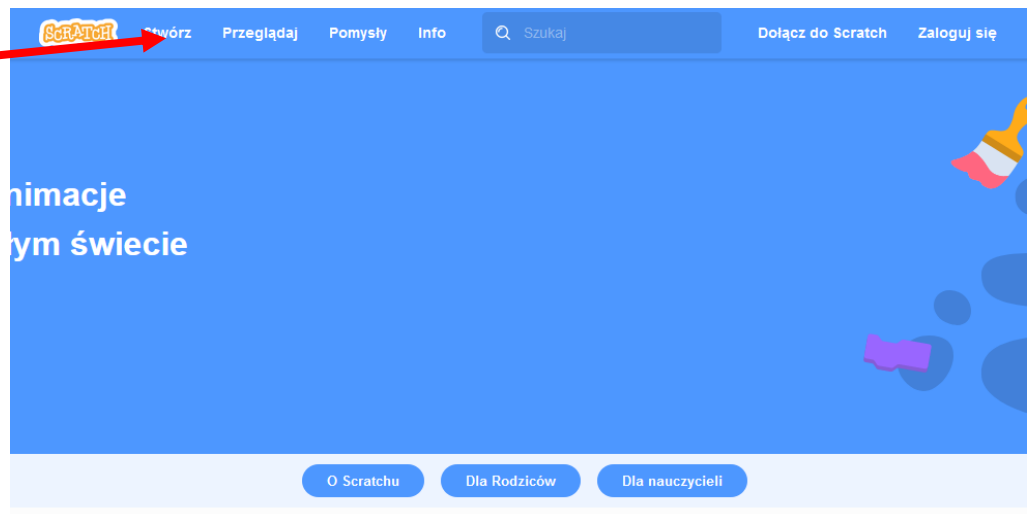 SCRATCH Stwórz Przeglądaj Pomysły Info Szukaj Dołącz do Scratch Zaloguj się
nimacje
łym świecie
O Scratchu Dla Rodziców Dla nauczycieli